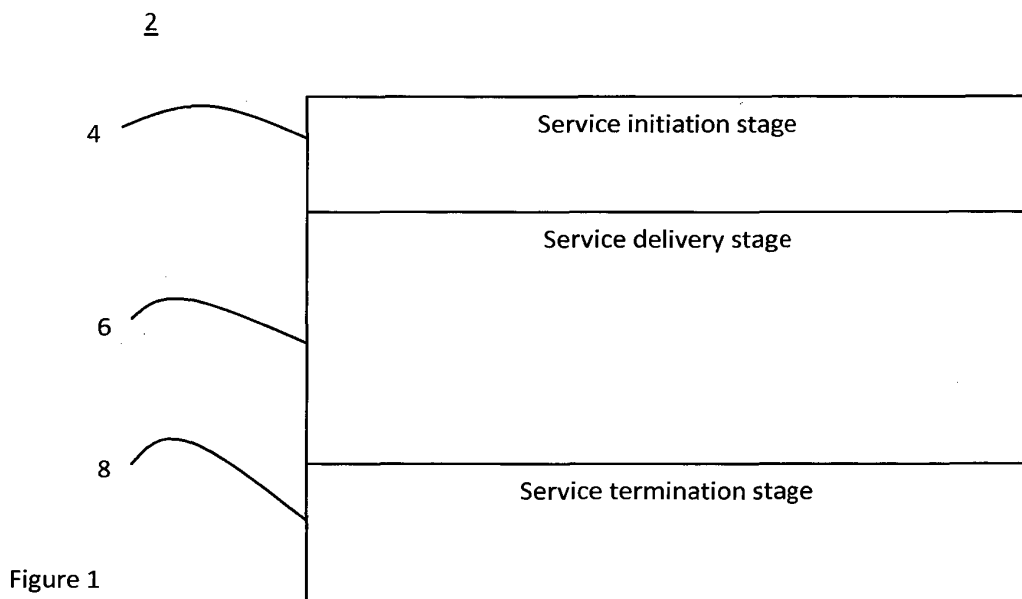 2
4
Service initiation stage
Service delivery stage
6
8
Service termination stage
Figure 1